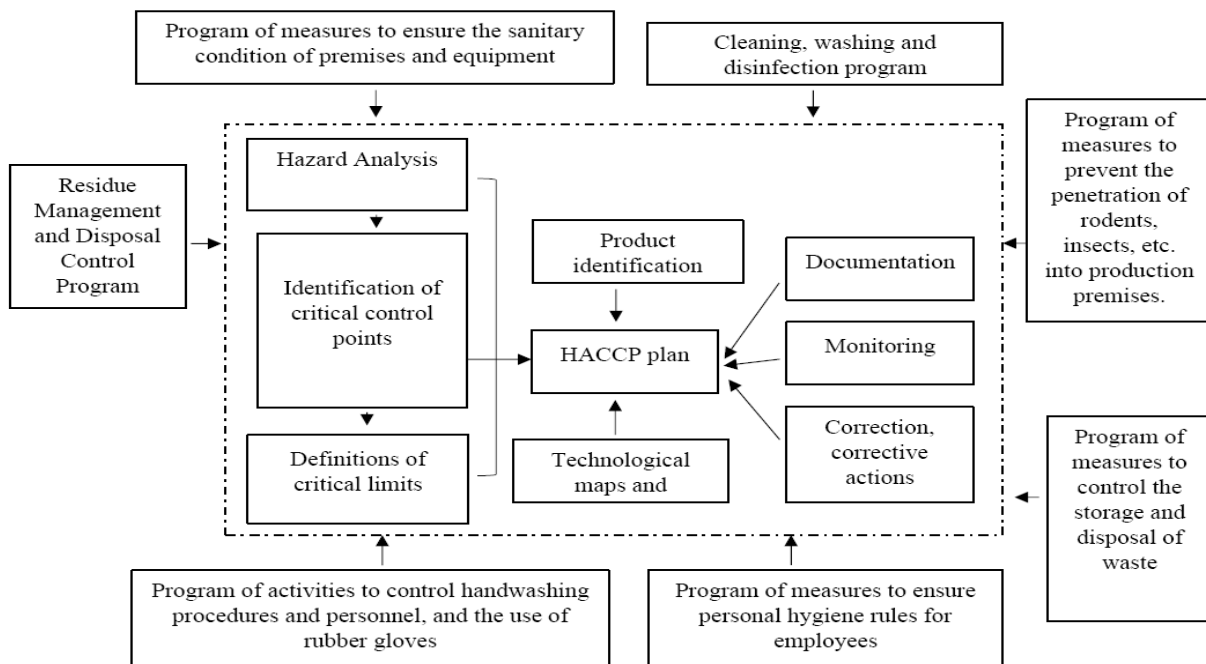 Program of measures to ensure the sanitary
condition of premises and equipment
Cleaning, washing and
disinfection program
Residue
Management
and Disposal
Control
Program
Hazard Analysis
Identification of
critical control
points
Definitions of
critical limits
Product
identification
HACCP plan
Technological
maps and
Documentation
Monitoring
Correction,
corrective
actions
Program of
measures to
prevent the
penetration of
rodents,
insects, etc.
into production
premises.
Program of
measures to
control the
storage and
disposal of
waste
Program of activities to control handwashing
procedures and personnel, and the use of
rubber gloves
Program of measures to ensure
personal hygiene rules for
employees